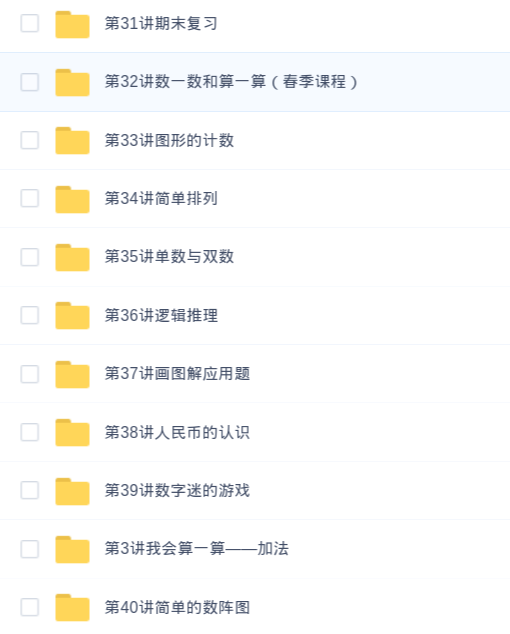 第31讲期末复习
第32讲数一数和算一算（春季课程）
第33讲图形的计数
第34讲简单排列
第35讲单数与双数
第36讲逻辑推理
第37讲画图解应用题
第38讲人民币的认识
第39讲数字迷的游戏
第3讲我会算一算——加法
第40讲简单的数阵图